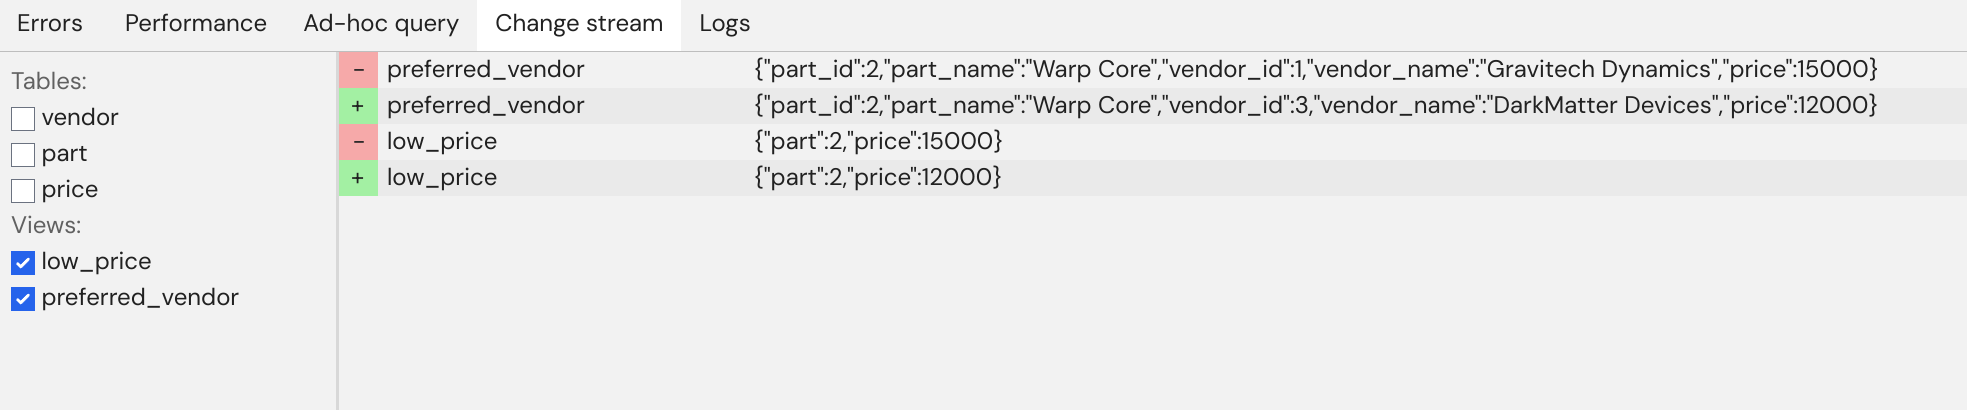 Errors Performance Ad-hoc query Change stream Logs
Tables:
vendor
part
price
Views:
low_price
preferred_vendor
- preferred_vendor {"part_id":2,"part_name":"Warp Core","vendor_id":1,"vendor_name":"Gravitech Dynamics","price":15000}
+ preferred_vendor {"part_id":2,"part_name":"Warp Core","vendor_id":3,"vendor_name":"DarkMatter Devices","price":12000}
- low_price {"part":2,"price":15000}
+ low_price {"part":2,"price":12000}